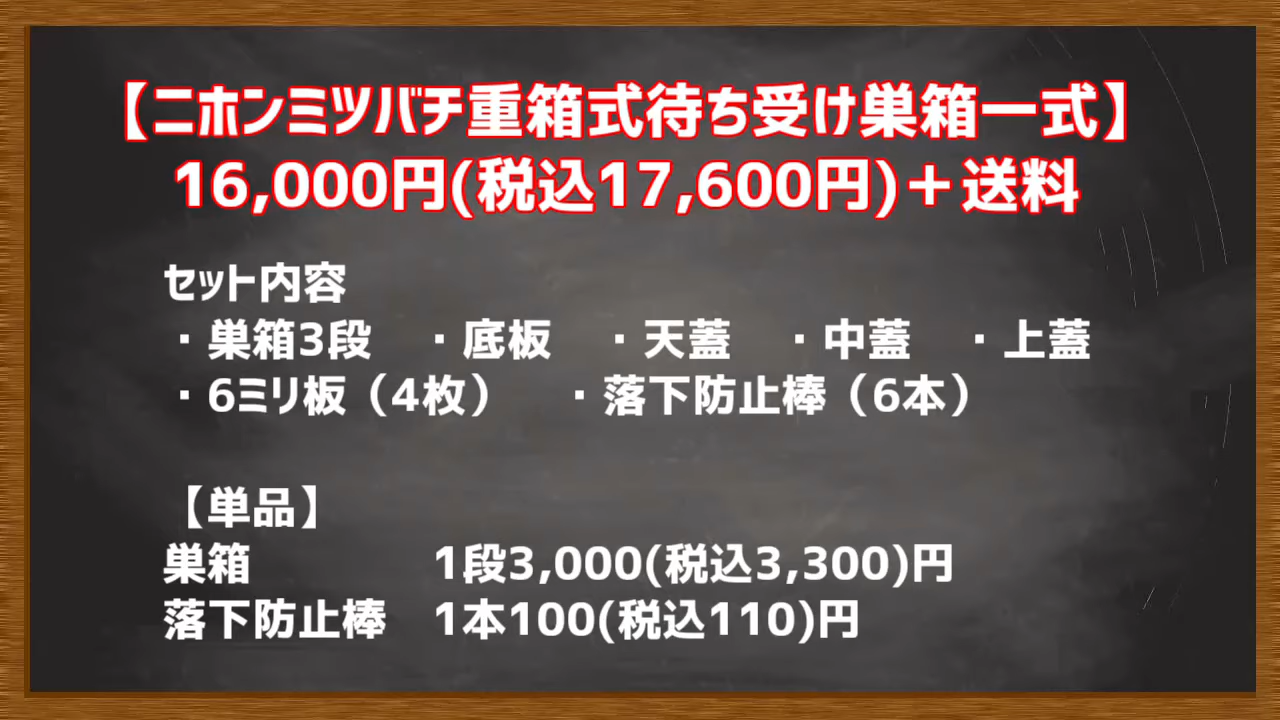 【ニホンミツバチ重箱式待ち受け巣箱一式】
16,000円(税込17,600円)＋送料
セット内容
・巣箱3段　・底板　・天蓋　・中蓋　・上蓋
・6ミリ板（4枚）　・落下防止棒（6本）
【単品】
巣箱　1段3,000(税込3,300)円
落下防止棒　1本100(税込110)円